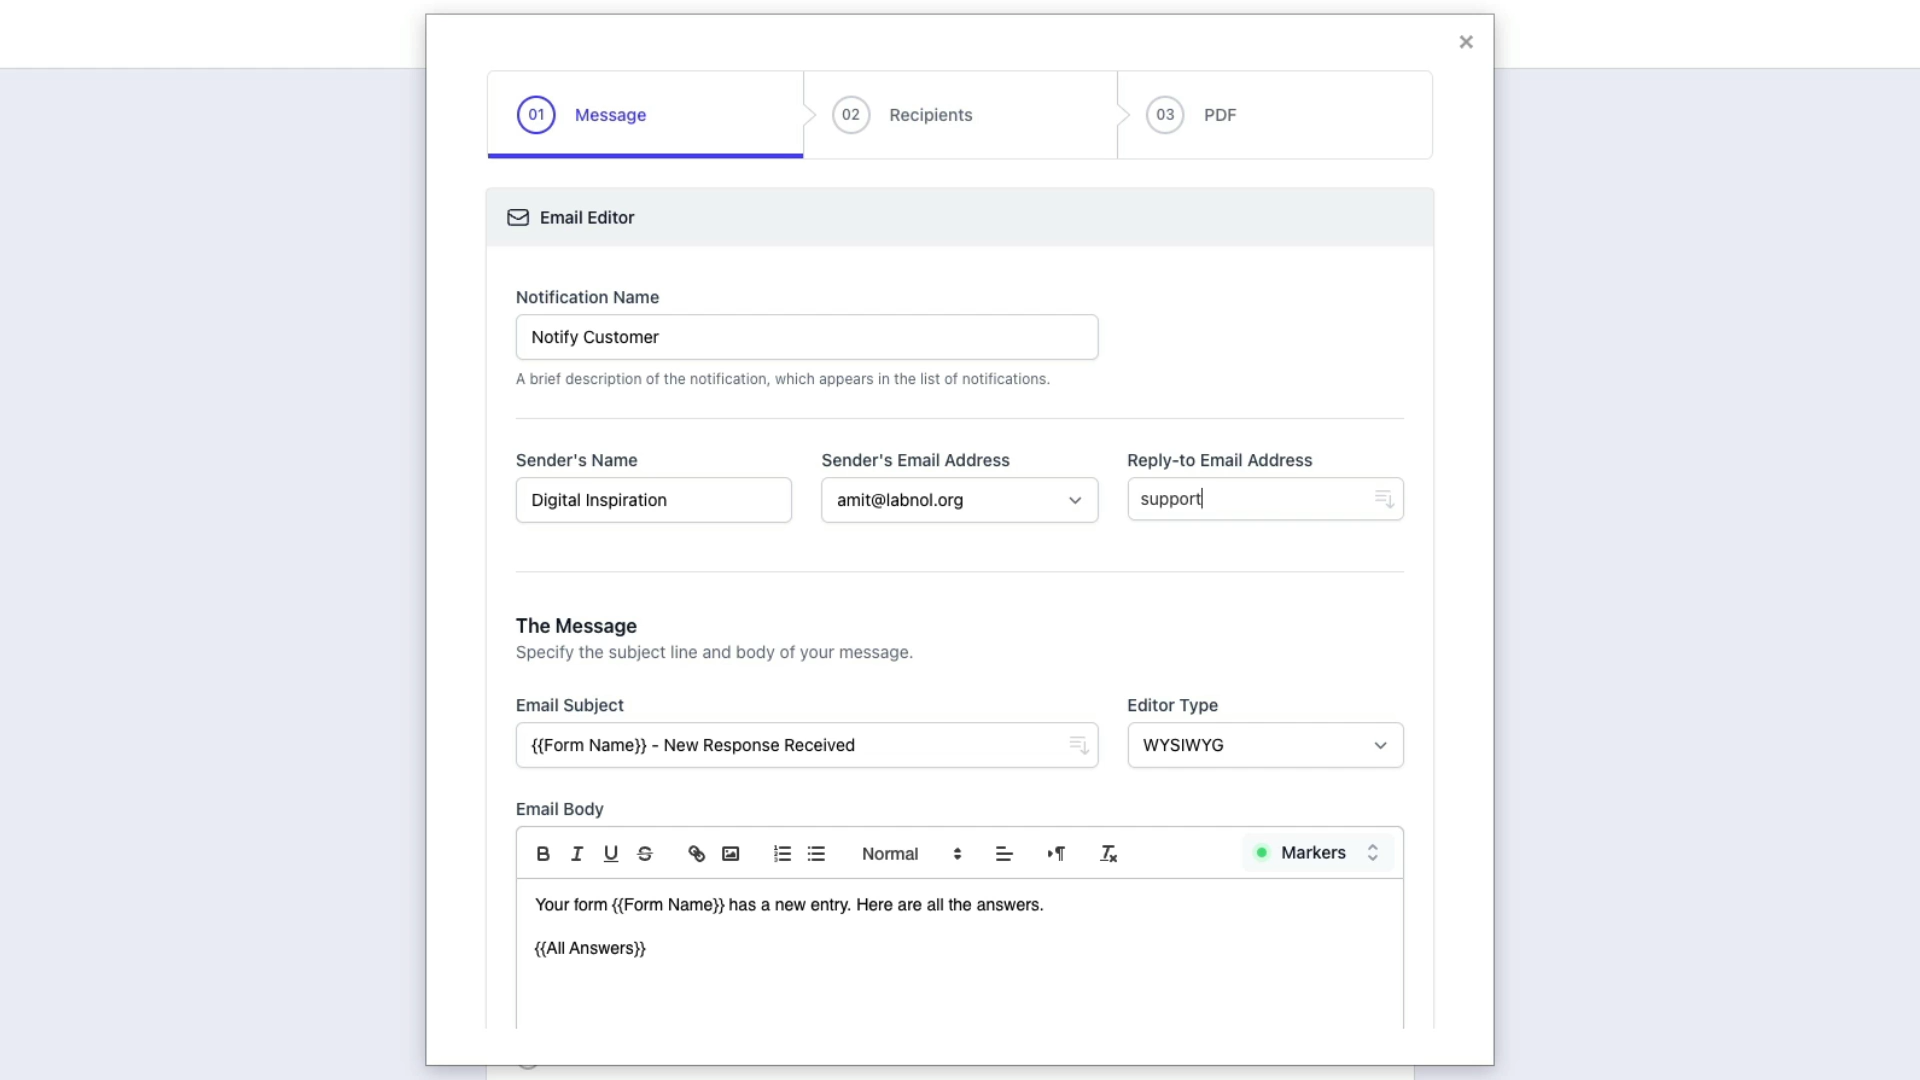 01 Message 02 Recipients 03 PDF
Email Editor
Notification Name
Notify Customer
A brief description of the notification, which appears in the list of notifications.
Sender's Name Sender's Email Address Reply-to Email Address
Digital Inspiration amit@labnol.org support
The Message
Specify the subject line and body of your message.
Email Subject Editor Type
{{Form Name}} - New Response Received WYSIWYG
Email Body
Normal Markers
Your form {{Form Name}} has a new entry. Here are all the answers.
{{All Answers}}